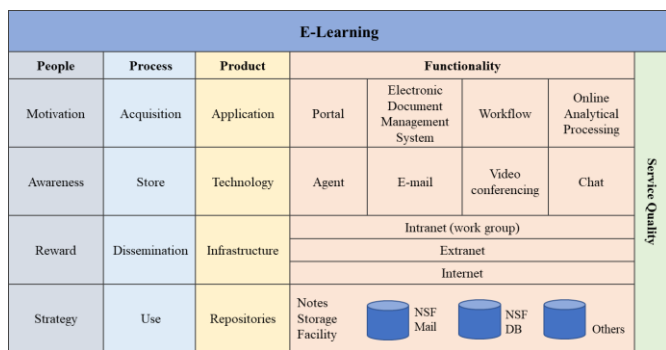 E-Learning
People
Process
Product
Functionality
Motivation
Acquisition
Application
Portal
Electronic
Document
Management
System
Workflow
Online
Analytical
Processing
Awareness
Store
Technology
Agent
E-mail
Video
conferencing
Chat
Reward
Dissemination
Infrastructure
Intranet (work group)
Extranet
Internet
Strategy
Use
Repositories
Notes
Storage
Facility
NSF
Mail
NSF
DB
Others
Service Quality